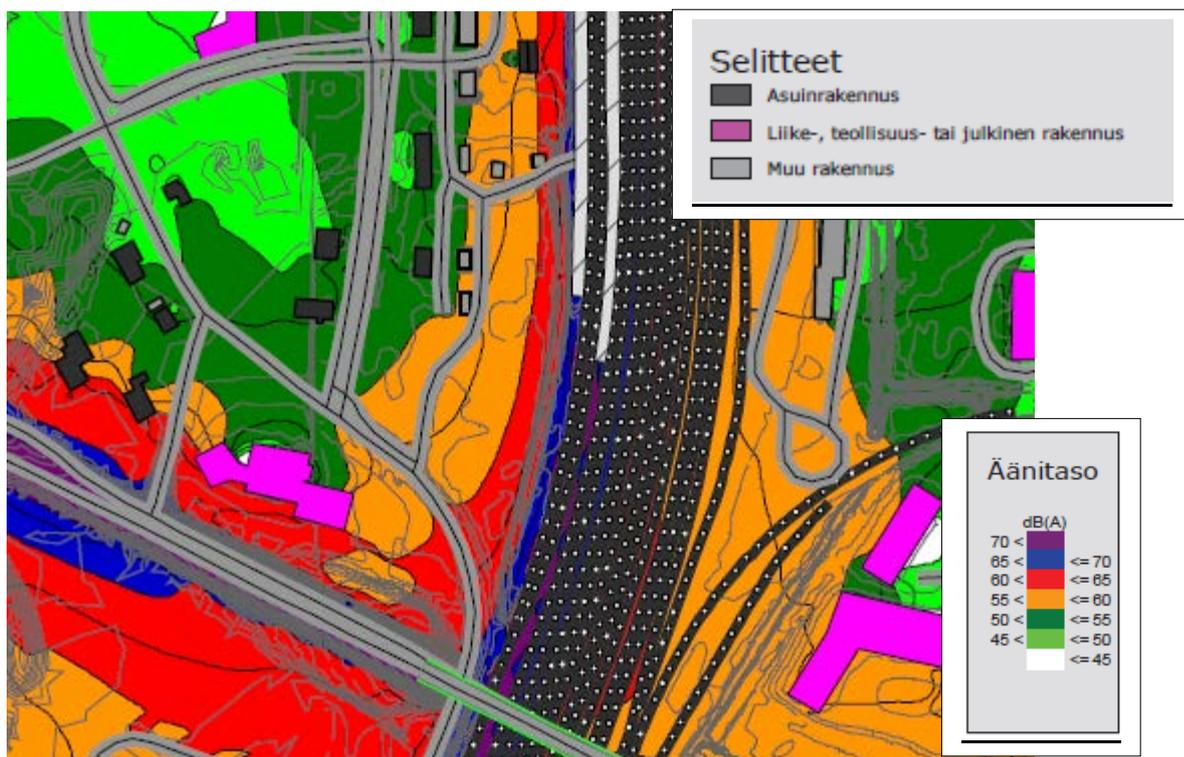 Selitteet
Asuinrakennus
Liike-, teollisuus- tai julkinen rakennus
Muu rakennus
Äänitaso
dB(A)
70 <
65 < <= 70
60 < <= 65
55 < <= 60
50 < <= 55
45 < <= 50
<= 45